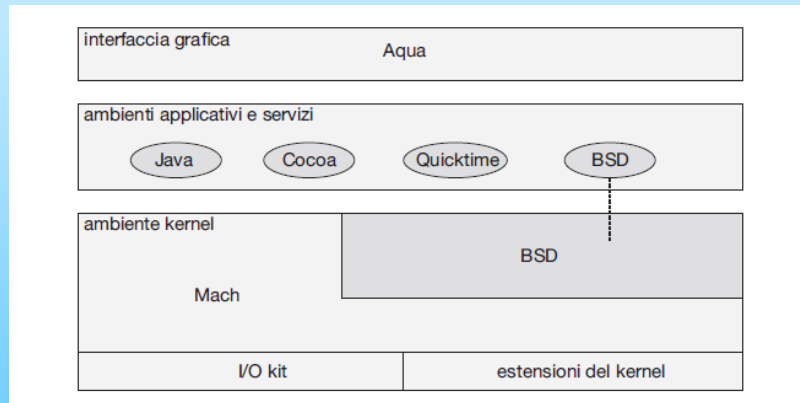 interfaccia grafica
Aqua
ambienti applicativi e servizi
Java
Cocoa
Quicktime
BSD
ambiente kernel
BSD
Mach
I/O kit
estensioni del kernel